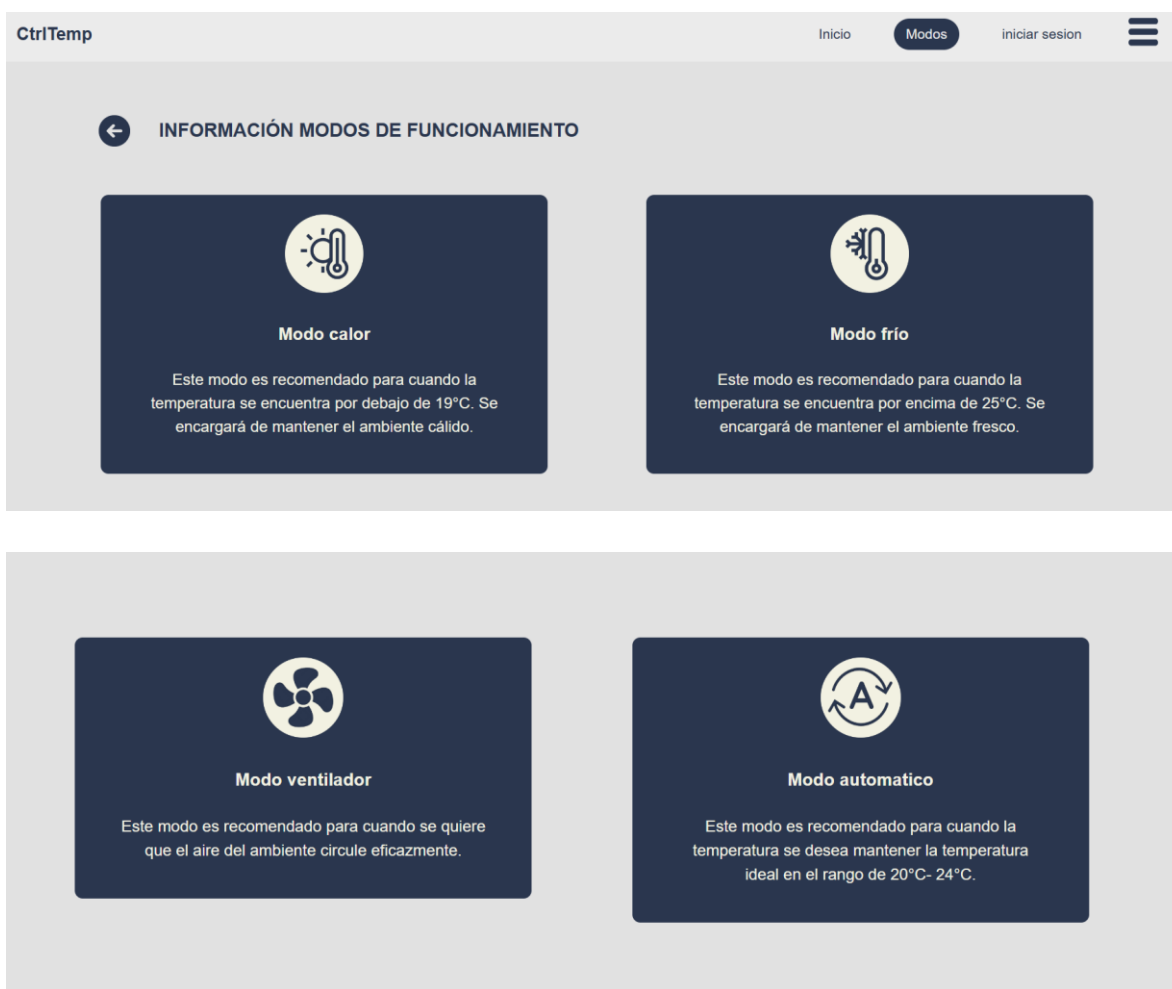 CtrlTemp
Inicio
Modos
iniciar sesion
INFORMACIÓN MODOS DE FUNCIONAMIENTO
Modo calor
Este modo es recomendado para cuando la
temperatura se encuentra por debajo de 19°C. Se
encargará de mantener el ambiente cálido.
Modo frío
Este modo es recomendado para cuando la
temperatura se encuentra por encima de 25°C. Se
encargará de mantener el ambiente fresco.
Modo ventilador
Este modo es recomendado para cuando se quiere
que el aire del ambiente circule eficazmente.
A
Modo automatico
Este modo es recomendado para cuando la
temperatura se desea mantener la temperatura
ideal en el rango de 20°C- 24°C.